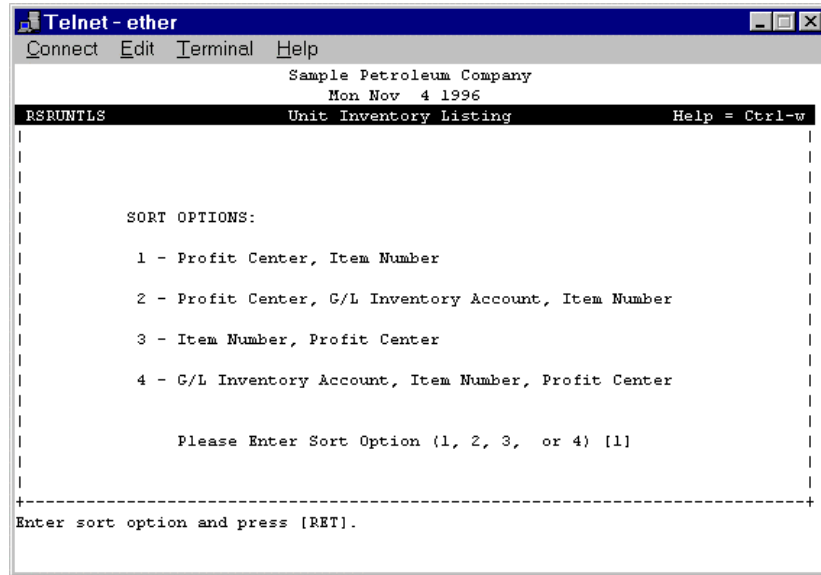 Telnet - ether
Connect Edit Terminal Help
Sample Petroleum Company
Mon Nov 4 1996
RSRUNTLS Unit Inventory Listing Help = Ctrl-w
SORT OPTIONS:
1 - Profit Center, Item Number
2 - Profit Center, G/L Inventory Account, Item Number
3 - Item Number, Profit Center
4 - G/L Inventory Account, Item Number, Profit Center
Please Enter Sort Option (1, 2, 3, or 4) [1]
Enter sort option and press [RET].